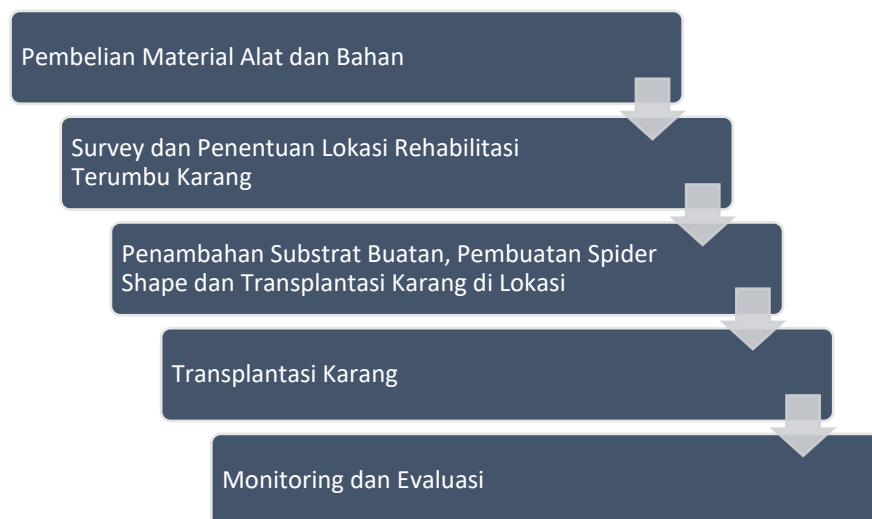 Pembelian Material Alat dan Bahan
Survey dan Penentuan Lokasi Rehabilitasi
Terumbu Karang
Penambahan Substrat Buatan, Pembuatan Spider
Shape dan Transplantasi Karang di Lokasi
Transplantasi Karang
Monitoring dan Evaluasi